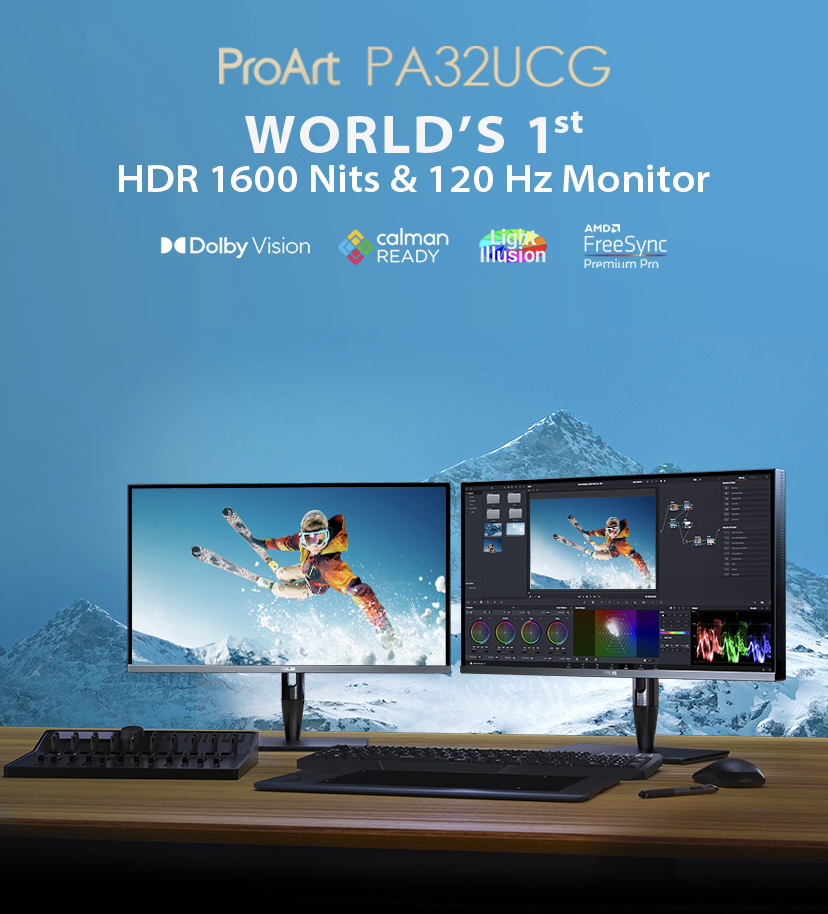 ProArt PA32UCG
WORLD'S 1st
HDR 1600 Nits & 120 Hz Monitor
Dolby Vision
calman
READY
Light
Illusion
AMD
FreeSync
Premium Pro